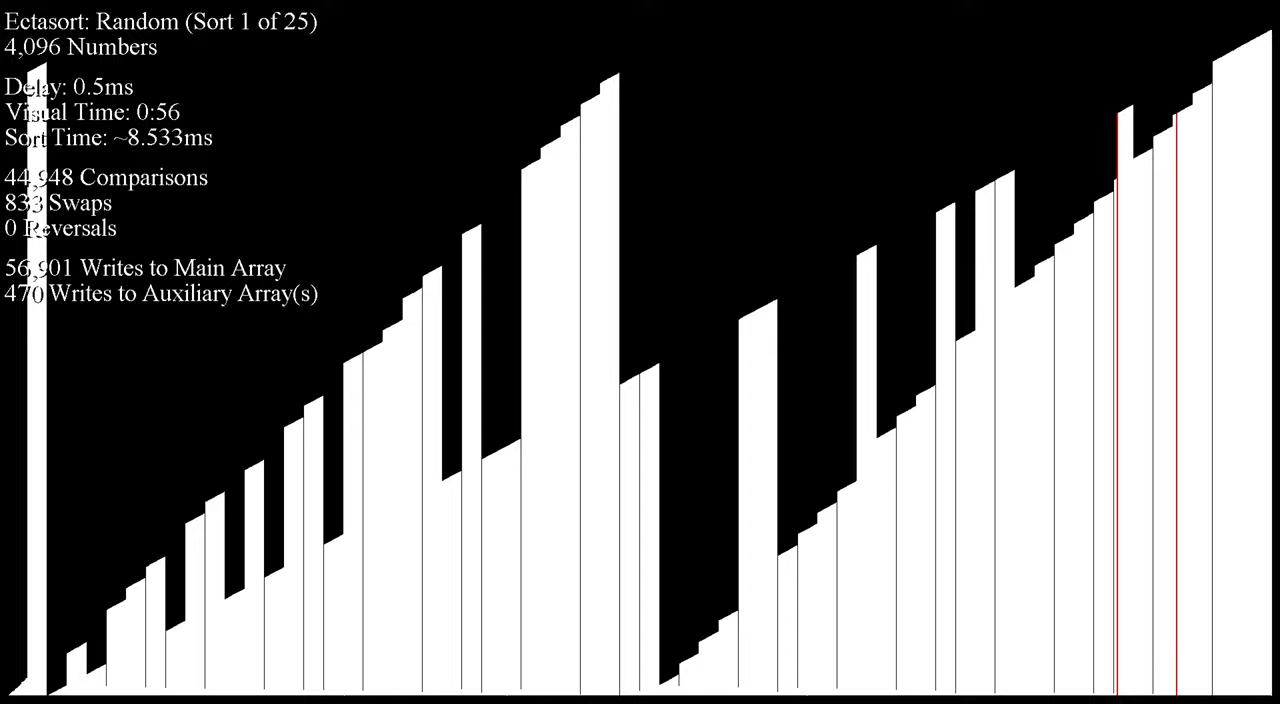 Ectasort: Random (Sort 1 of 25)
4,096 Numbers
Delay: 0.5ms
Visual Time: 0:56
Sort Time: ~8.533ms
44,948 Comparisons
833 Swaps
0 Reversals
56,901 Writes to Main Array
470 Writes to Auxiliary Array(s)